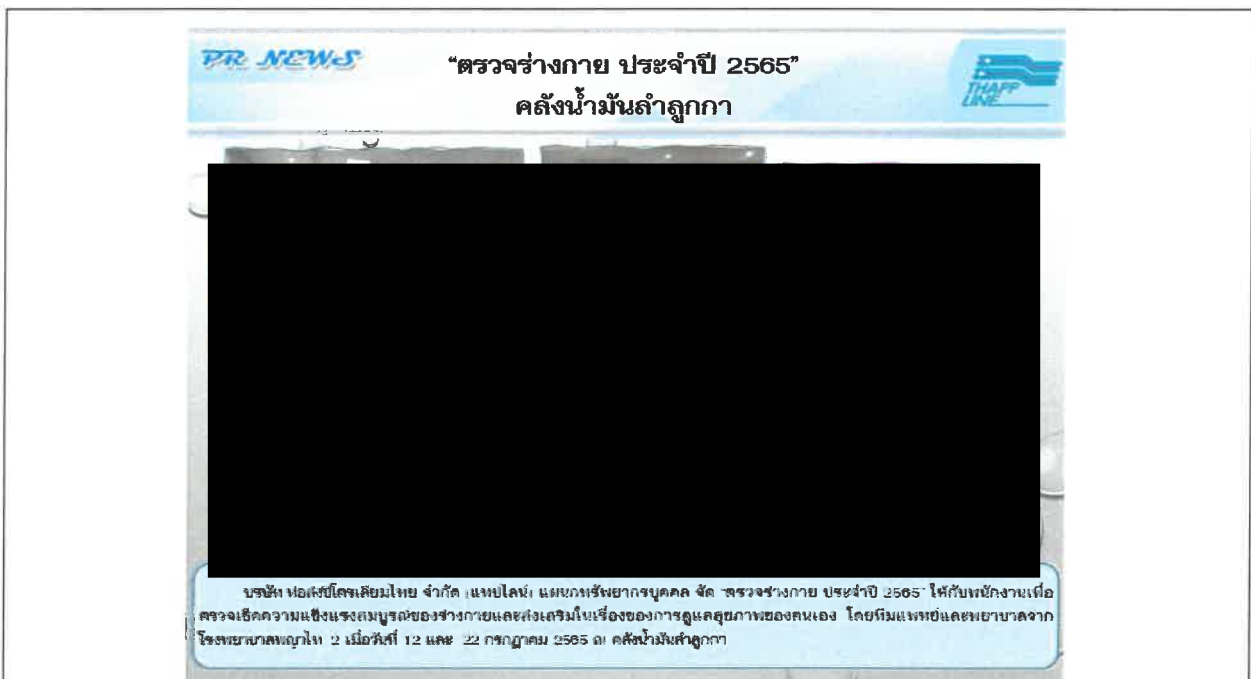 PR NEWS
“ตรวจร่างกาย ประจำปี 2565”
คลังน้ำมันลำลูกกา
THAPP
LINE
บริษัท ท่อส่งปิโตรเลียมไทย จำกัด (แทปไลน์) แผนกทรัพยากรบุคคล จัด “ตรวจร่างกาย ประจำปี 2565” ให้กับพนักงานเพื่อ
ตรวจเช็คความแข็งแรงสมบูรณ์ของร่างกายและส่งเสริมในเรื่องของการดูแลสุขภาพของตนเอง โดยทีมแพทย์และพยาบาลจาก
โรงพยาบาลพญาไท 2 เมื่อวันที่ 12 และ 22 กรกฎาคม 2565 ณ คลังน้ำมันลำลูกกา